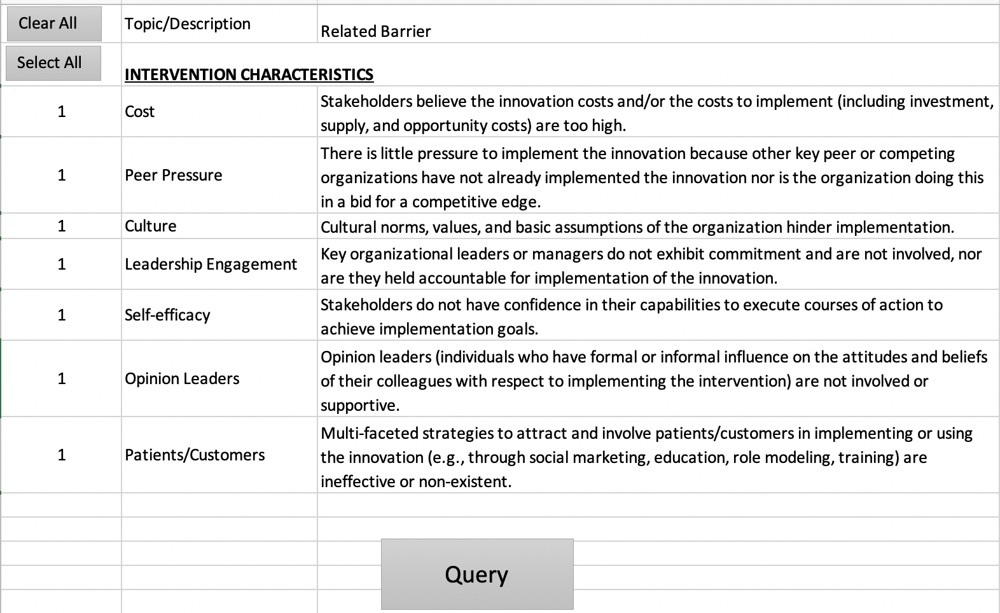 Clear All
Topic/Description
Related Barrier
Select All
INTERVENTION CHARACTERISTICS
1
Cost
Stakeholders believe the innovation costs and/or the costs to implement (including investment,
supply, and opportunity costs) are too high.
1
Peer Pressure
There is little pressure to implement the innovation because other key peer or competing
organizations have not already implemented the innovation nor is the organization doing this
in a bid for a competitive edge.
1
Culture
Cultural norms, values, and basic assumptions of the organization hinder implementation.
1
Leadership Engagement
Key organizational leaders or managers do not exhibit commitment and are not involved, nor
are they held accountable for implementation of the innovation.
1
Self-efficacy
Stakeholders do not have confidence in their capabilities to execute courses of action to
achieve implementation goals.
1
Opinion Leaders
Opinion leaders (individuals who have formal or informal influence on the attitudes and beliefs
of their colleagues with respect to implementing the intervention) are not involved or
supportive.
1
Patients/Customers
Multi-faceted strategies to attract and involve patients/customers in implementing or using
the innovation (e.g., through social marketing, education, role modeling, training) are
ineffective or non-existent.
Query